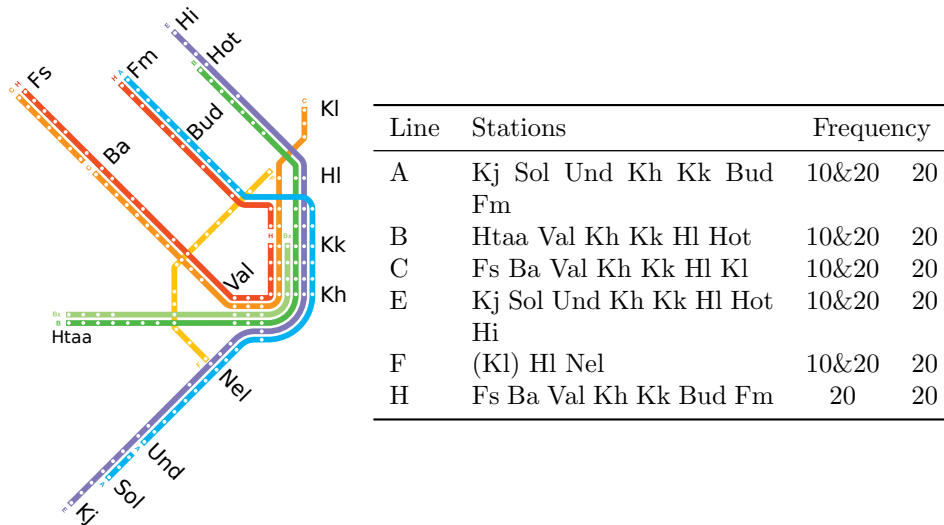 E
Hi
Hot
B
H A
Fm
Bud
C H
Fs
Ba
C
C
Kl
Hl
Kk
Kh
H
Bx
Val
Bx
B
Htaa
Nel
A
Und
A
Sol
E
Kj
Line Stations Frequency
A Kj Sol Und Kh Kk Bud 10&20 20
Fm
B Htaa Val Kh Kk Hl Hot 10&20 20
C Fs Ba Val Kh Kk Hl Kl 10&20 20
E Kj Sol Und Kh Kk Hl Hot 10&20 20
Hi
F (Kl) Hl Nel 10&20 20
H Fs Ba Val Kh Kk Bud Fm 20 20